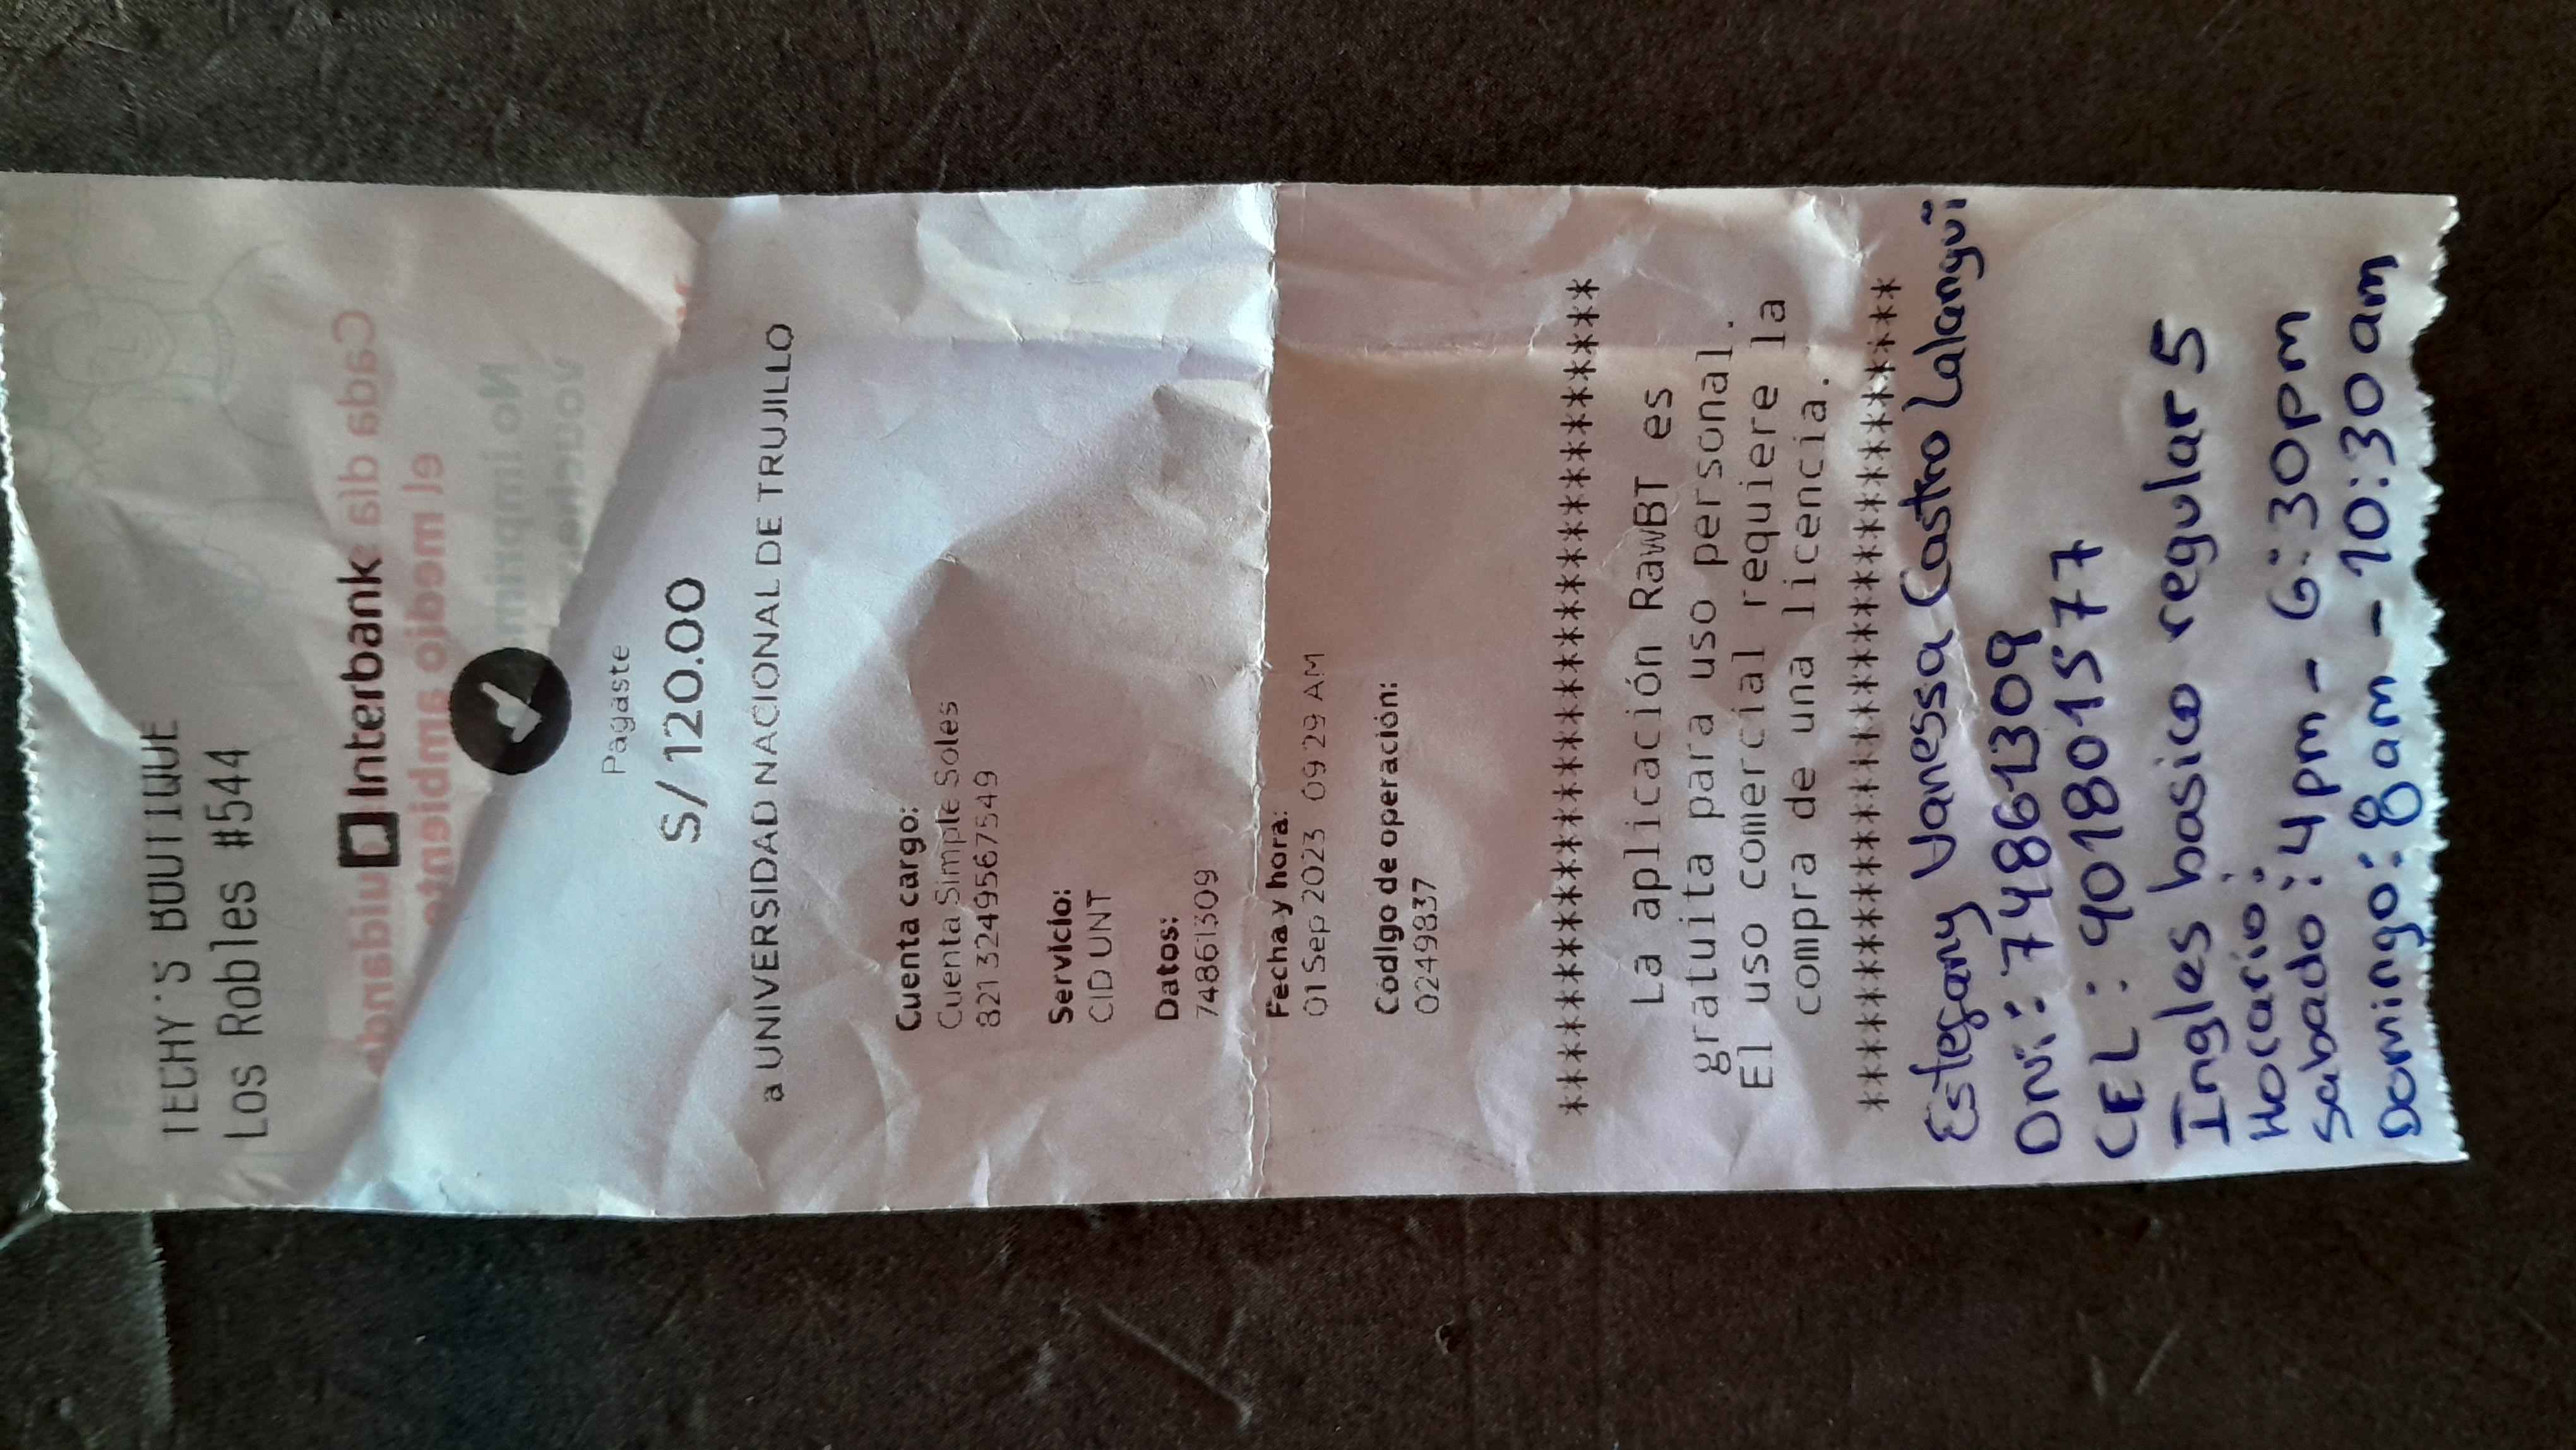 TECHY'S BOUTIQUE
Los Robles #544
Interbank
Cada día
el medio ambiente
No
Pagaste
S/120.00
a UNIVERSIDAD NACIONAL DE TRUJILLO
Cuenta cargo:
Cuenta Simple Soles
821 3249567549
Servicio:
CID UNT
Datos:
74861309
Fecha y hora:
01 Sep 2023 09:29 AM
Código de operación:
0249837
******************************
La aplicación RawBT es
gratuita para uso personal.
El uso comercial requiere la
compra de una licencia.
******************************
Estegany Vanessa Castro Lalangüi
DNi: 74861309
CEL: 901801577
Ingles basico regular 5
Horario:
Sabado: 4pm - 6:30pm
Domingo: 8am - 10:30am